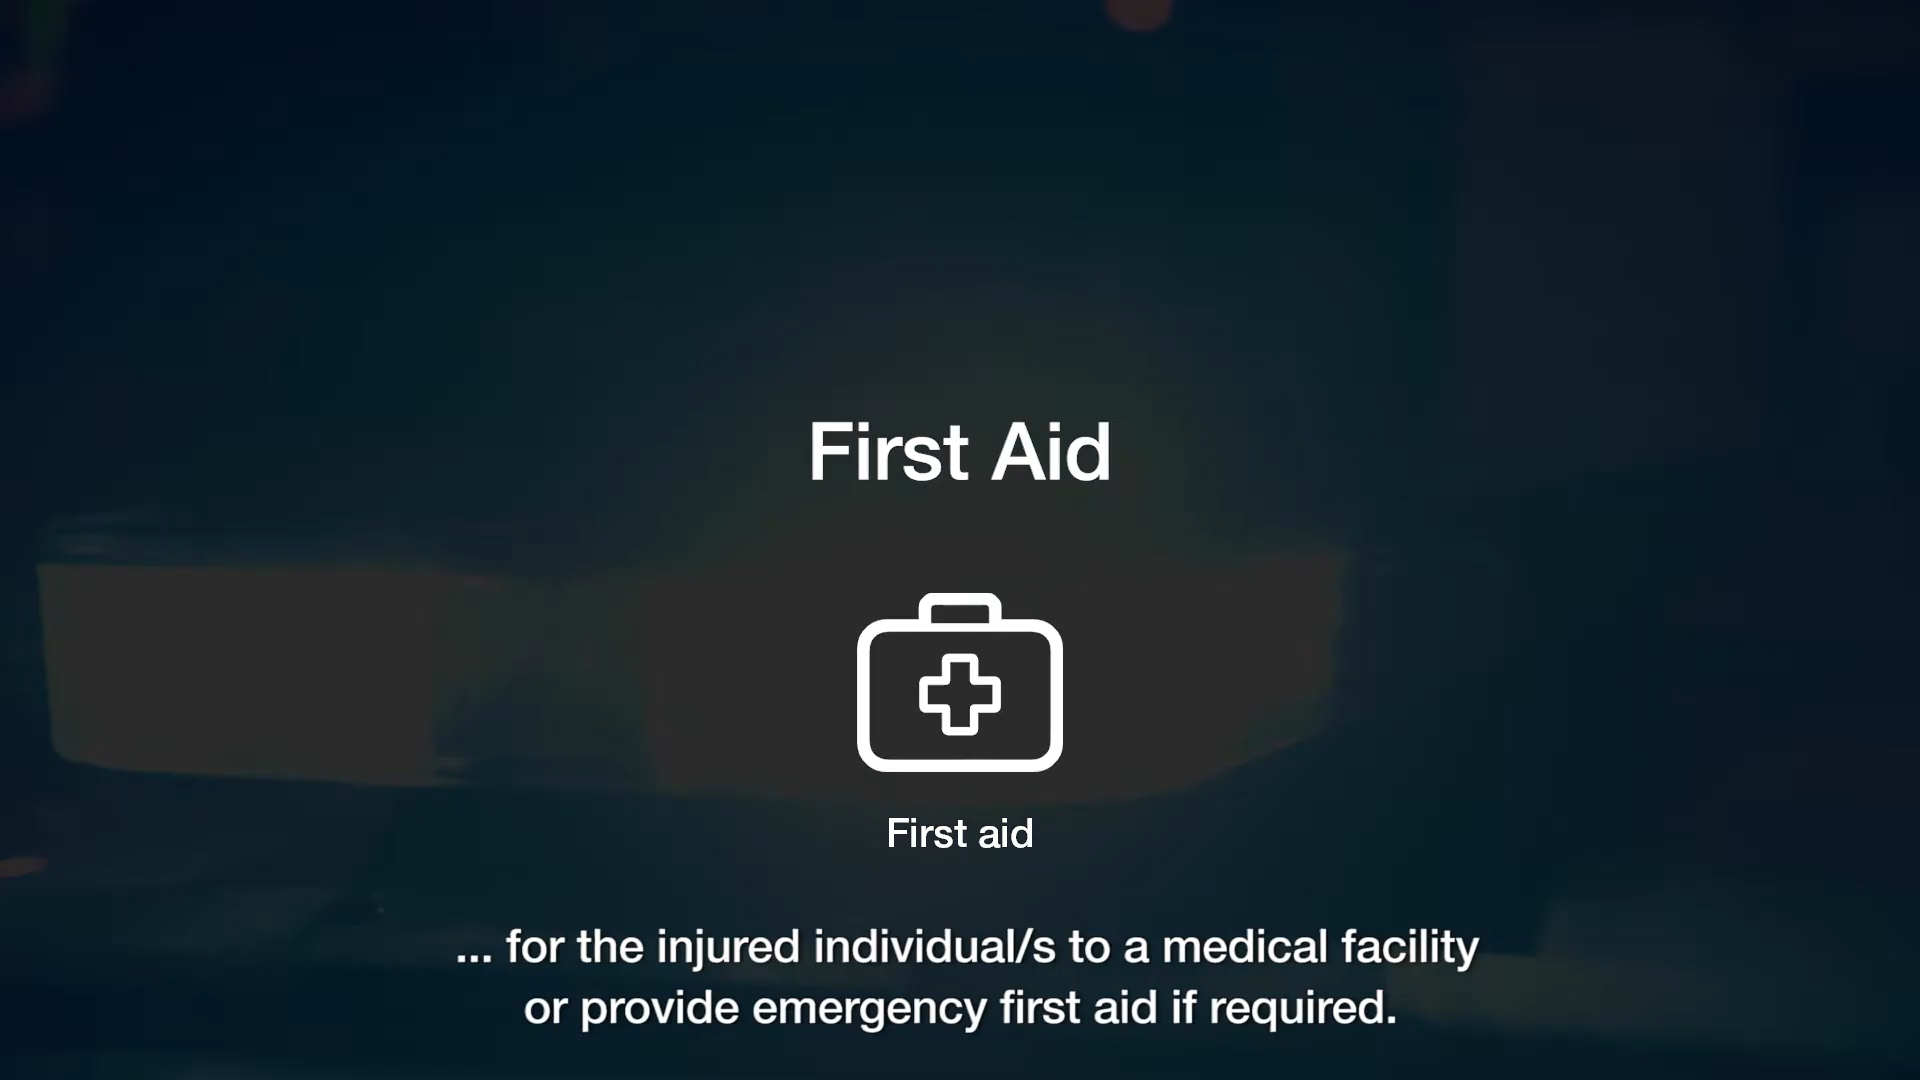 First Aid
First aid
... for the injured individual/s to a medical facility
or provide emergency first aid if required.